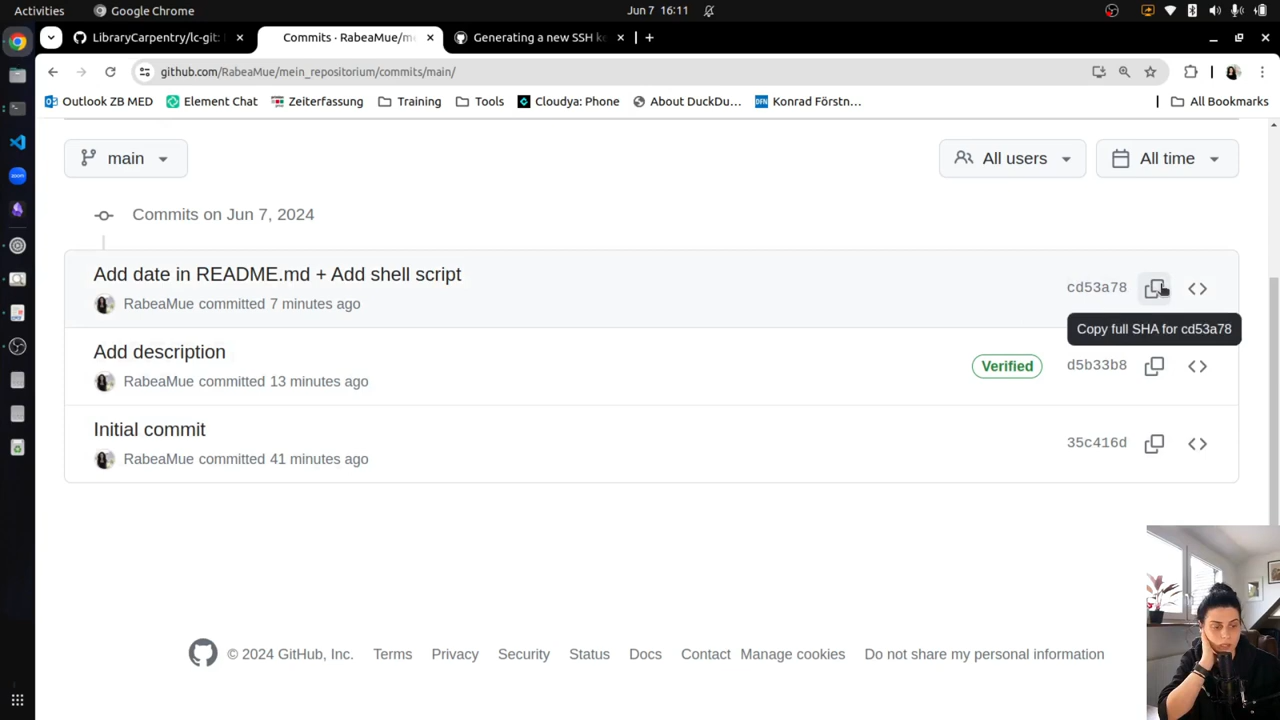 Activities
Google Chrome
Jun 7 16:11
LibraryCarpentry/lc-git:
Commits · RabeaMue/me
Generating a new SSH k
github.com/RabeaMue/mein_repositorium/commits/main/
Outlook ZB MED
Element Chat
Zeiterfassung
Training
Tools
Cloudya: Phone
About DuckDu...
Konrad Förstn...
All Bookmarks
main
All users
All time
Commits on Jun 7, 2024
Add date in README.md + Add shell script
cd53a78
RabeaMue committed 7 minutes ago
Copy full SHA for cd53a78
Add description
Verified
d5b33b8
RabeaMue committed 13 minutes ago
Initial commit
35c416d
RabeaMue committed 41 minutes ago
© 2024 GitHub, Inc.
Terms
Privacy
Security
Status
Docs
Contact
Manage cookies
Do not share my personal information